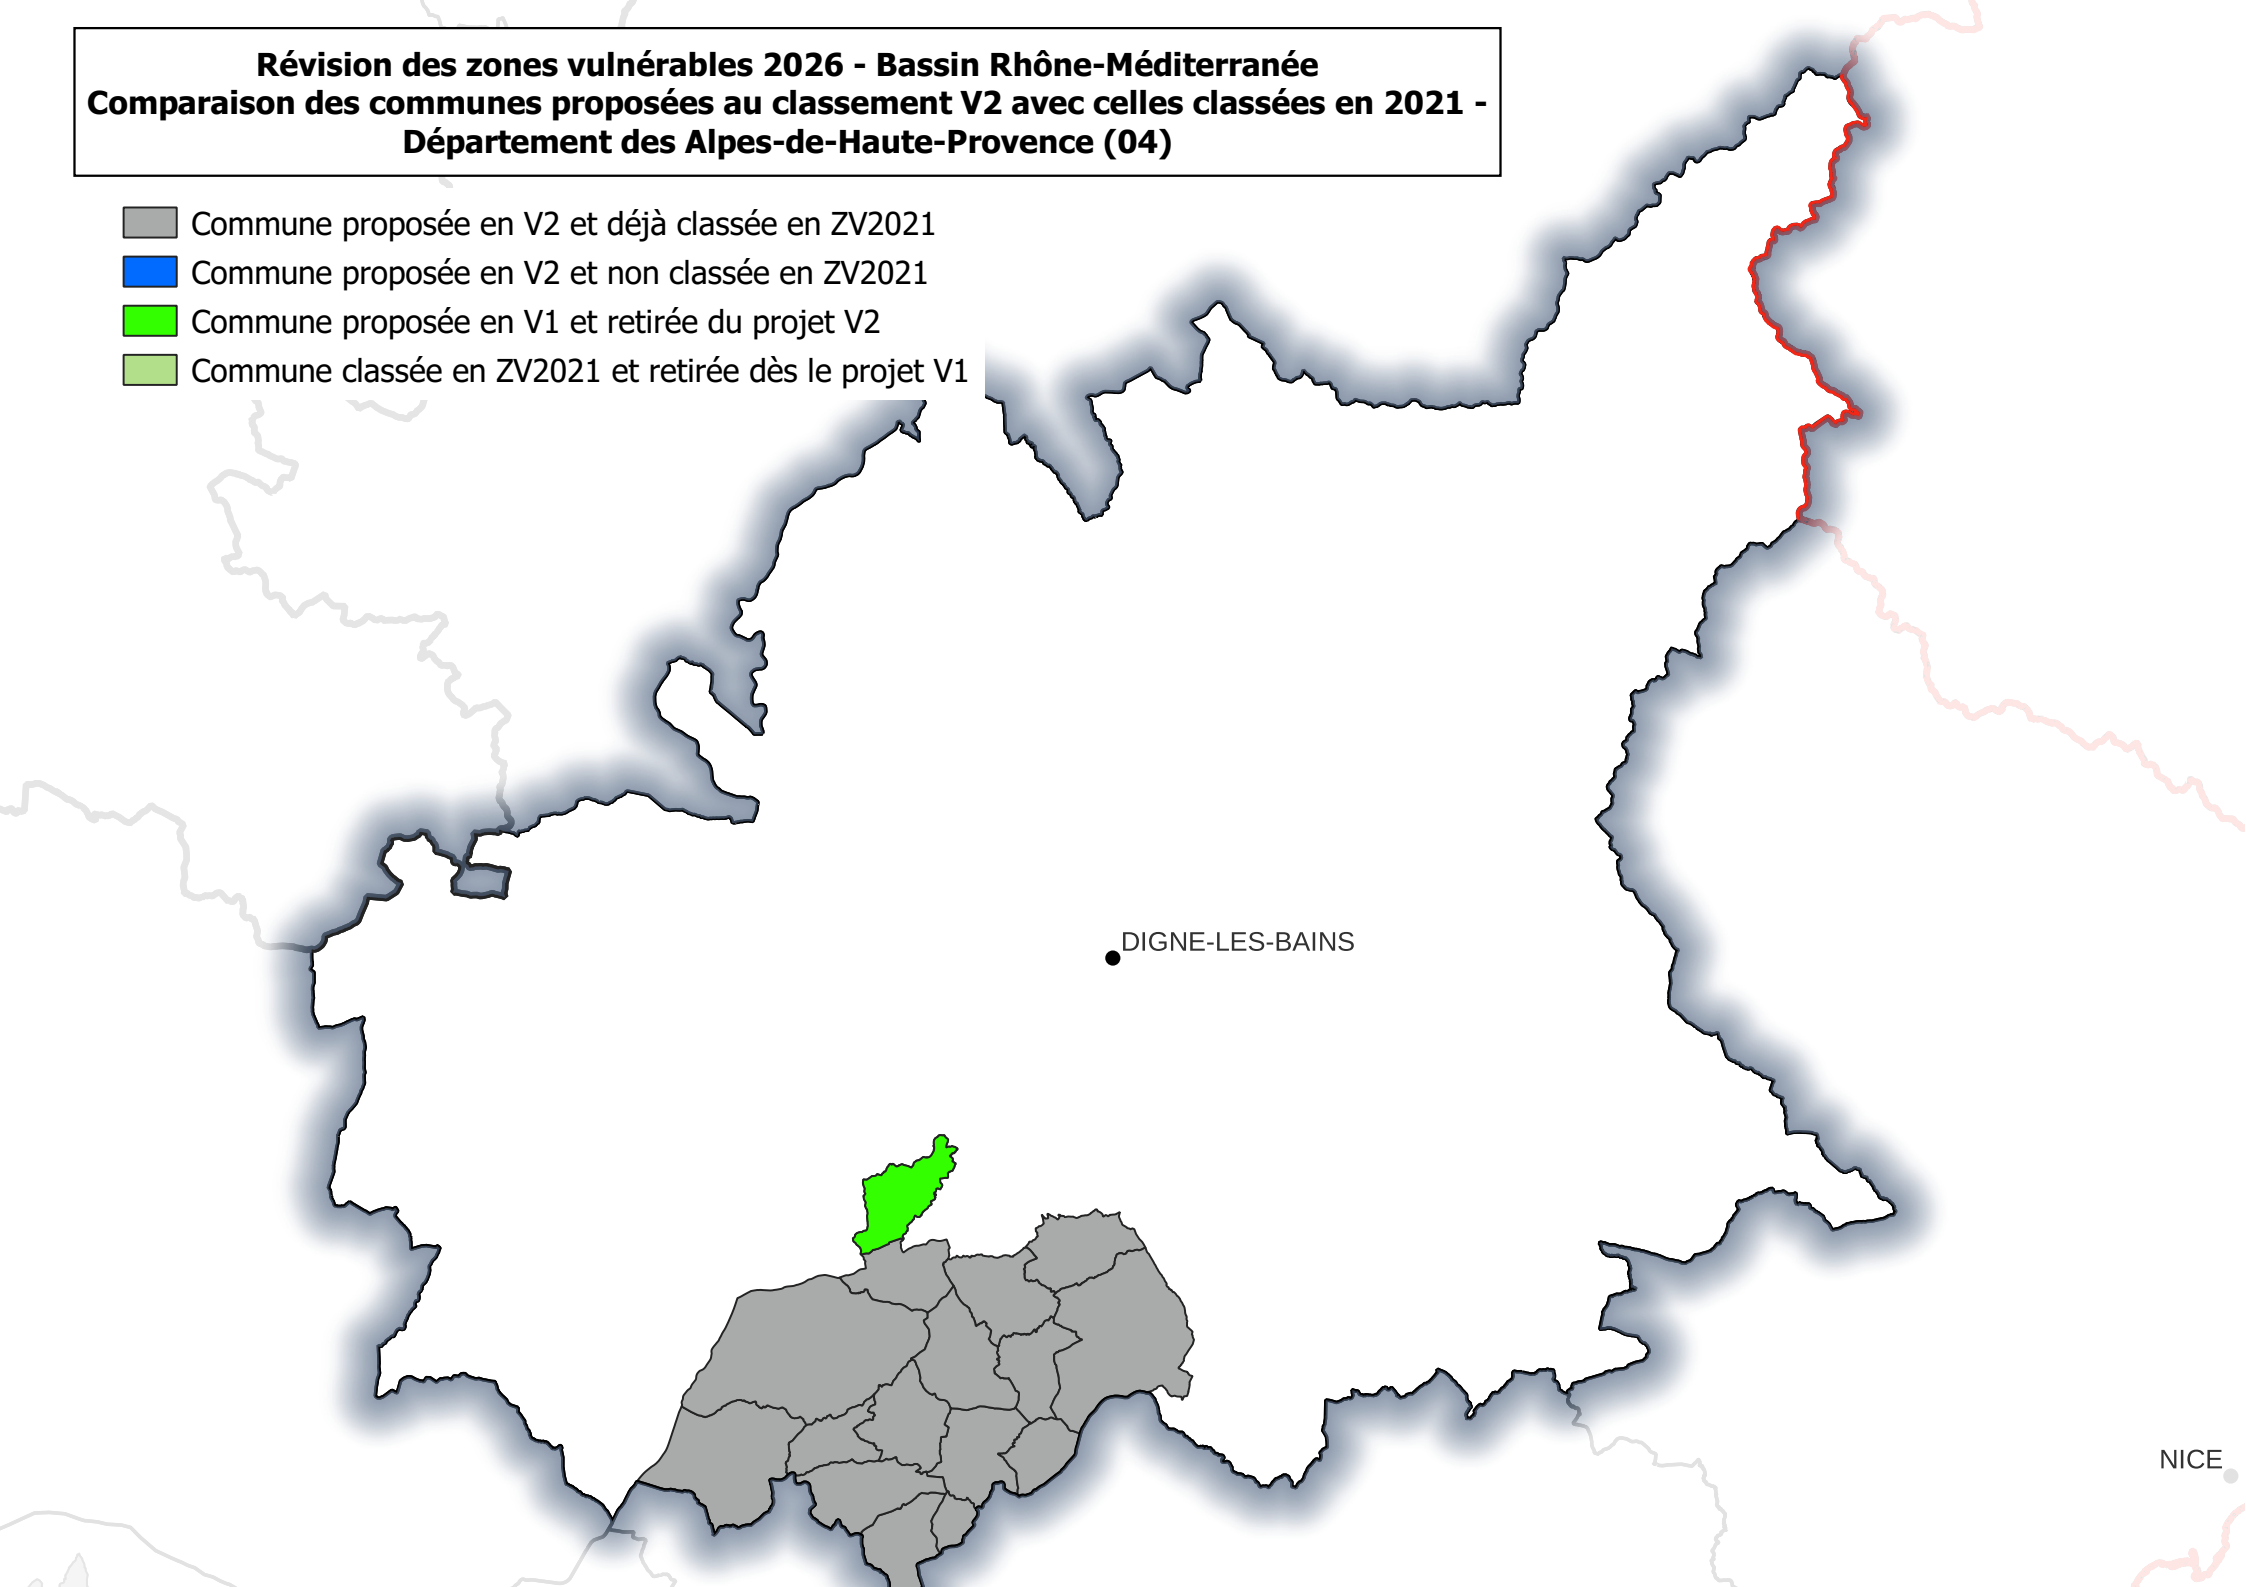 Révision des zones vulnérables 2026 - Bassin Rhône-Méditerranée
Comparaison des communes proposées au classement V2 avec celles classées en 2021 -
Département des Alpes-de-Haute-Provence (04)
Commune proposée en V2 et déjà classée en ZV2021
Commune proposée en V2 et non classée en ZV2021
Commune proposée en V1 et retirée du projet V2
Commune classée en ZV2021 et retirée dès le projet V1
DIGNE-LES-BAINS
NICE